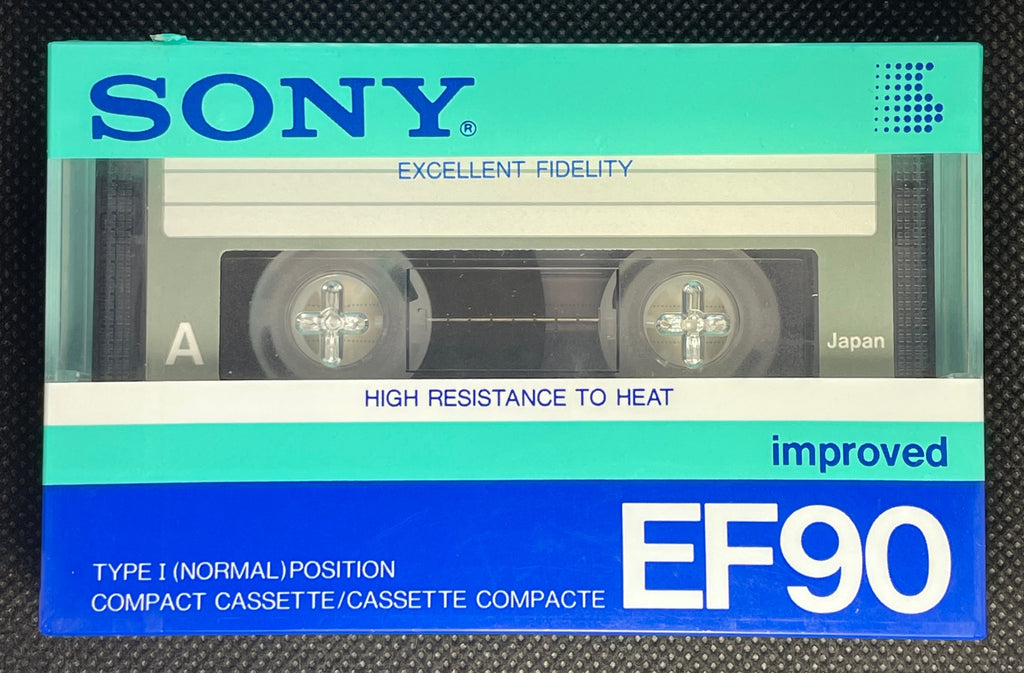 SONY®
EXCELLENT FIDELITY
A
Japan
HIGH RESISTANCE TO HEAT
improved
EF90
TYPE I (NORMAL) POSITION
COMPACT CASSETTE/CASSETTE COMPACTE